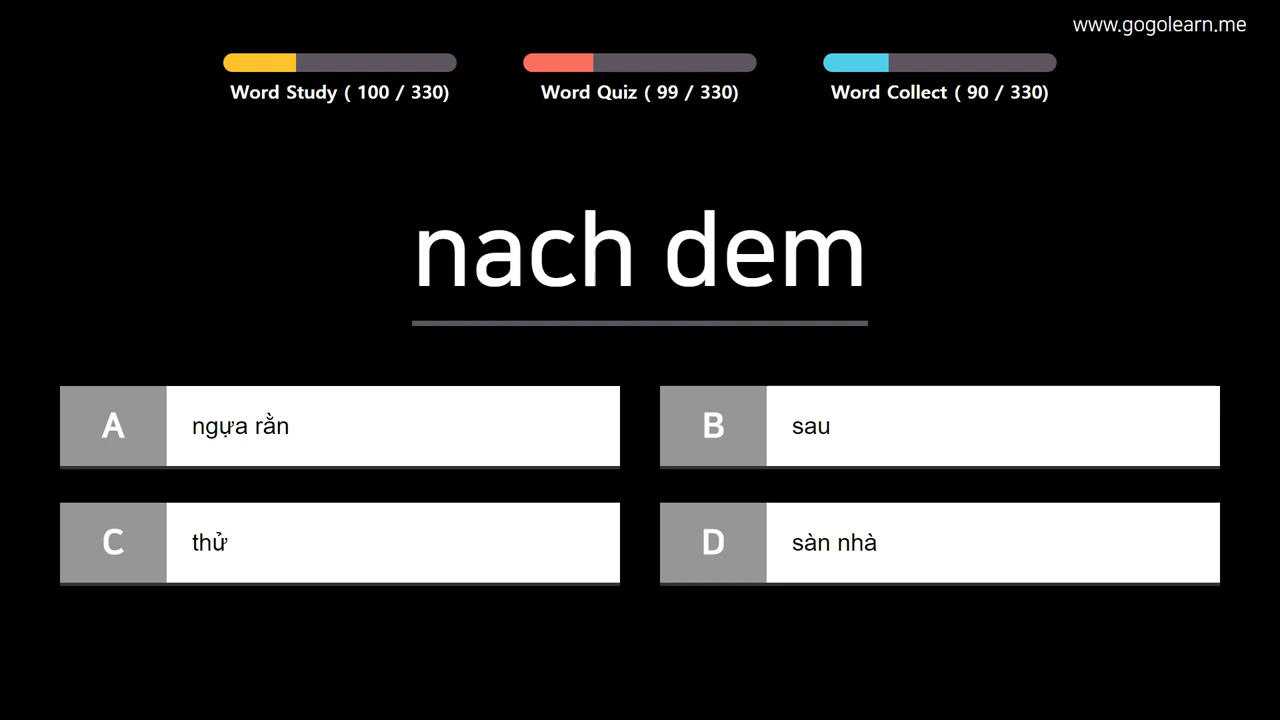 www.gogolearn.me
Word Study ( 100 / 330)
Word Quiz ( 99 / 330)
Word Collect ( 90 / 330)
nach dem
A ngựa rằn
B sau
C thử
D sàn nhà